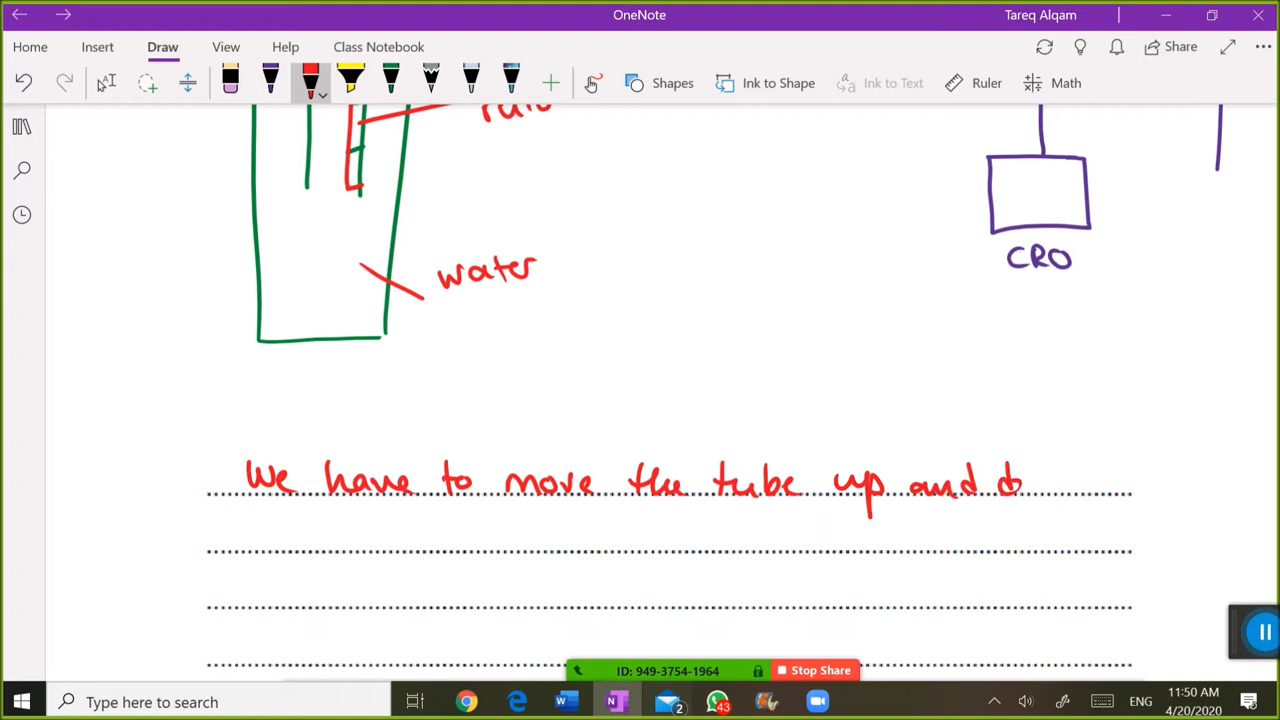 OneNote
Tareq Alqam
Home Insert Draw View Help Class Notebook
Share
Shapes Ink to Shape Ink to Text Ruler Math
water
CRO
We have to move the tube up and
ID: 949-3754-1964
Stop Share
Type here to search
2
43
ENG
11:50 AM
4/20/2020